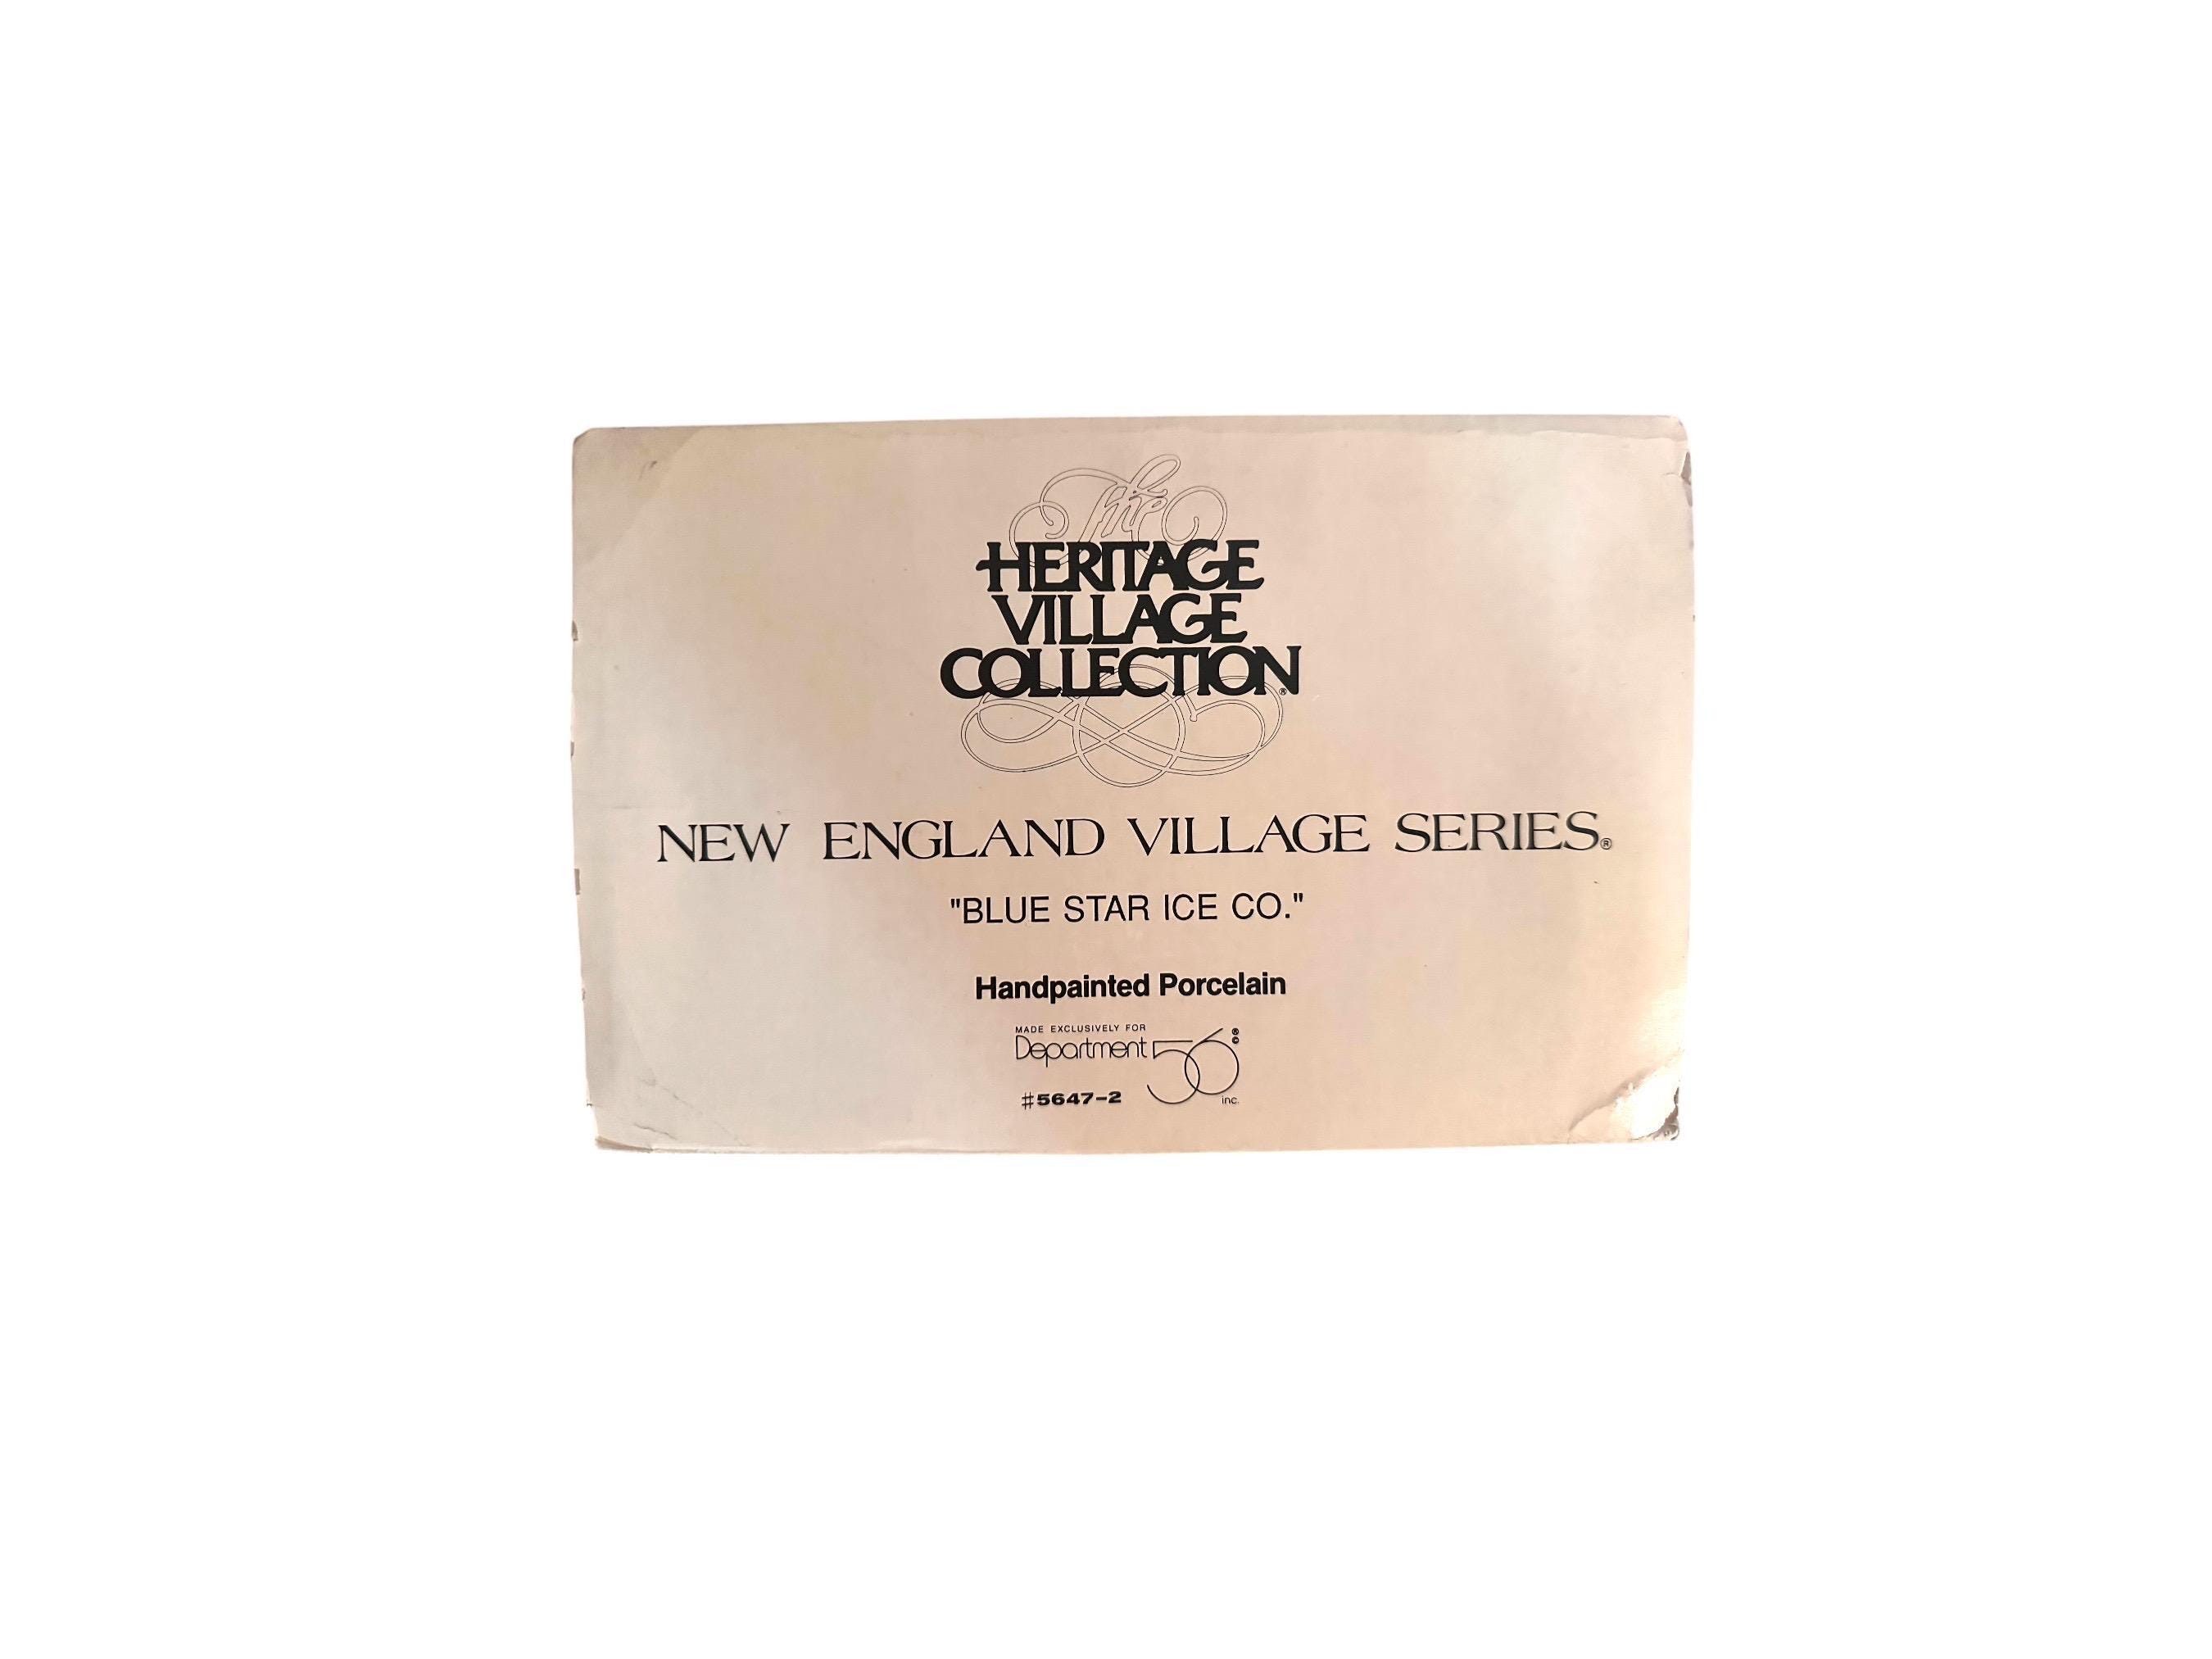 The
HERITAGE
VILLAGE
COLLECTION®
NEW ENGLAND VILLAGE SERIES®
"BLUE STAR ICE CO."
Handpainted Porcelain
MADE EXCLUSIVELY FOR
Department 56 ®©
#5647-2 inc.